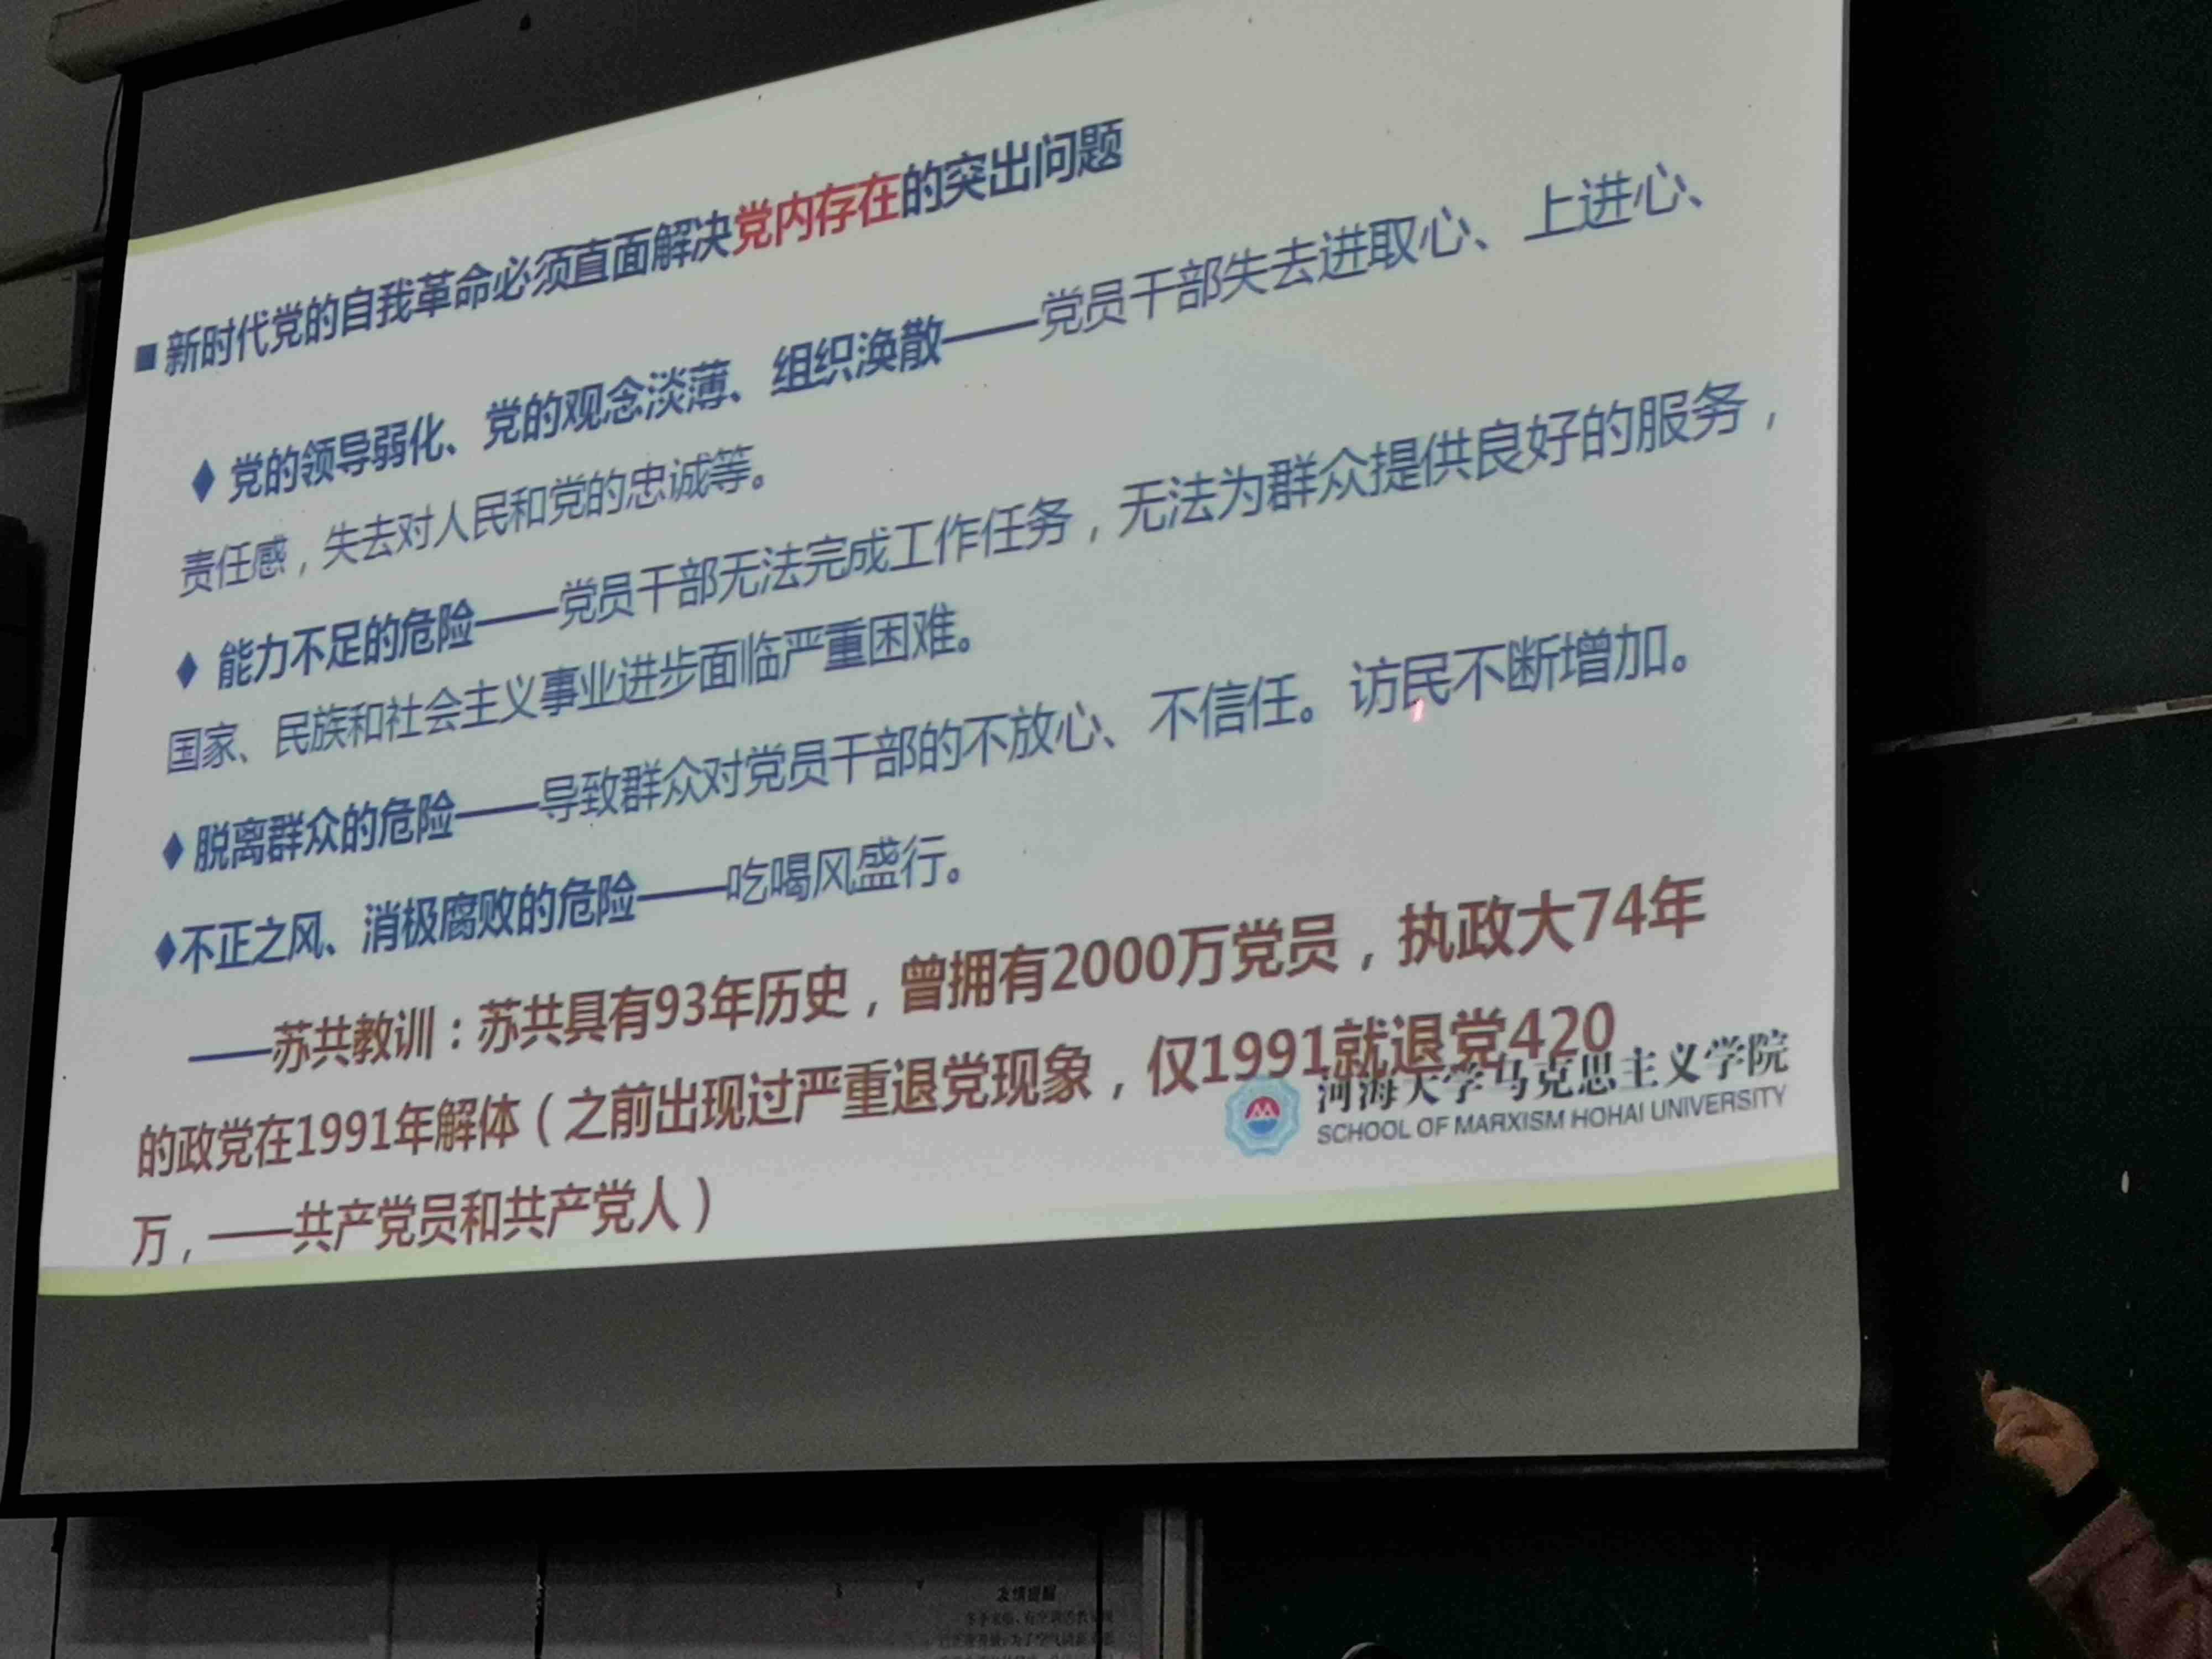 ■ 新时代党的自我革命必须直面解决党内存在的突出问题
◆ 党的领导弱化、党的观念淡薄、组织涣散——党员干部失去进取心、上进心、
责任感，失去对人民和党的忠诚等。
◆ 能力不足的危险——党员干部无法完成工作任务，无法为群众提供良好的服务，
国家、民族和社会主义事业进步面临严重困难。
◆ 脱离群众的危险——导致群众对党员干部的不放心、不信任。访民不断增加。
◆不正之风、消极腐败的危险——吃喝风盛行。
——苏共教训：苏共具有93年历史，曾拥有2000万党员，执政大74年
的政党在1991年解体（之前出现过严重退党现象，仅1991就退党420
万，——共产党员和共产党人）
河海大学马克思主义学院
SCHOOL OF MARXISM HOHAI UNIVERSITY
友情提醒